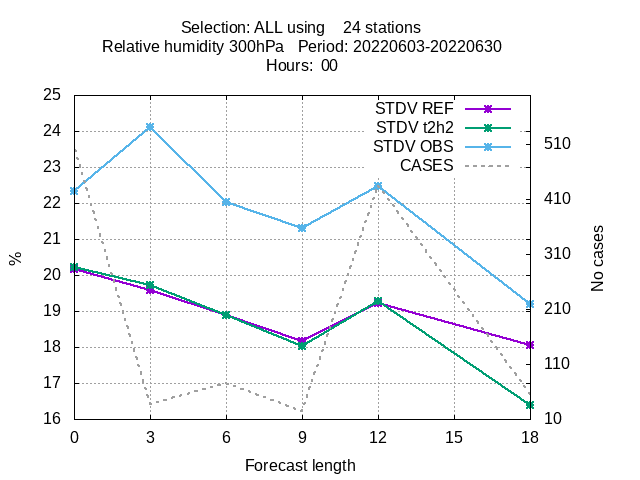 Selection: ALL using    24 stations
Relative humidity 300hPa   Period: 20220603-20220630
Hours:  00
STDV REF
STDV t2h2
STDV OBS
CASES
25
24
23
22
21
20
19
18
17
16
%
510
410
310
210
110
10
No cases
0 3 6 9 12 15 18
Forecast length